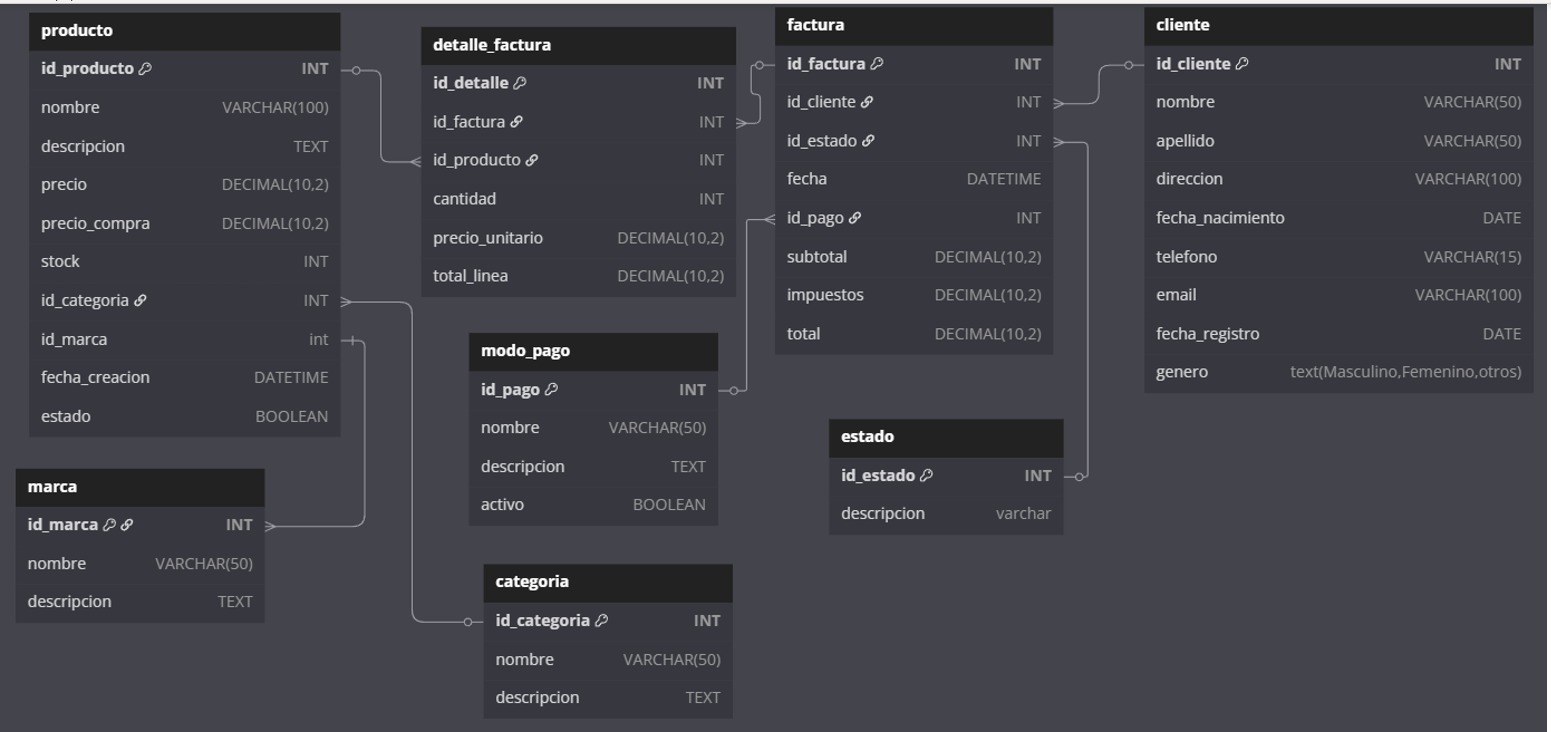 producto
id_producto INT
nombre VARCHAR(100)
descripcion TEXT
precio DECIMAL(10,2)
precio_compra DECIMAL(10,2)
stock INT
id_categoria INT
id_marca int
fecha_creacion DATETIME
estado BOOLEAN
detalle_factura
id_detalle INT
id_factura INT
id_producto INT
cantidad INT
precio_unitario DECIMAL(10,2)
total_linea DECIMAL(10,2)
factura
id_factura INT
id_cliente INT
id_estado INT
fecha DATETIME
id_pago INT
subtotal DECIMAL(10,2)
impuestos DECIMAL(10,2)
total DECIMAL(10,2)
cliente
id_cliente INT
nombre VARCHAR(50)
apellido VARCHAR(50)
direccion VARCHAR(100)
fecha_nacimiento DATE
telefono VARCHAR(15)
email VARCHAR(100)
fecha_registro DATE
genero text(Masculino,Femenino,otros)
modo_pago
id_pago INT
nombre VARCHAR(50)
descripcion TEXT
activo BOOLEAN
estado
id_estado INT
descripcion varchar
marca
id_marca INT
nombre VARCHAR(50)
descripcion TEXT
categoria
id_categoria INT
nombre VARCHAR(50)
descripcion TEXT